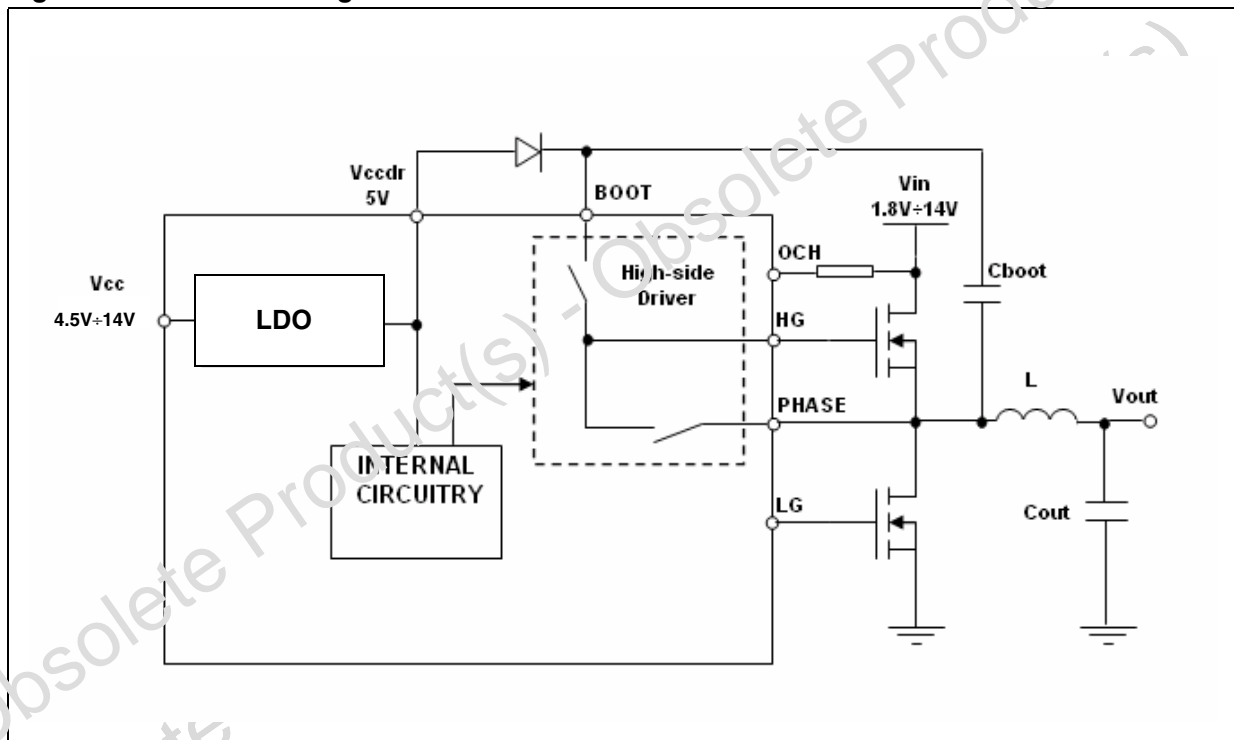 Vccdr
5V
BOOT
Vin
1.8V÷14V
OCH
High-side
Driver
Cboot
Vcc
4.5V÷14V
LDO
HG
L
Vout
PHASE
INTERNAL
CIRCUITRY
LG
Cout
Obsolete Product(s) - Obsolete Produ